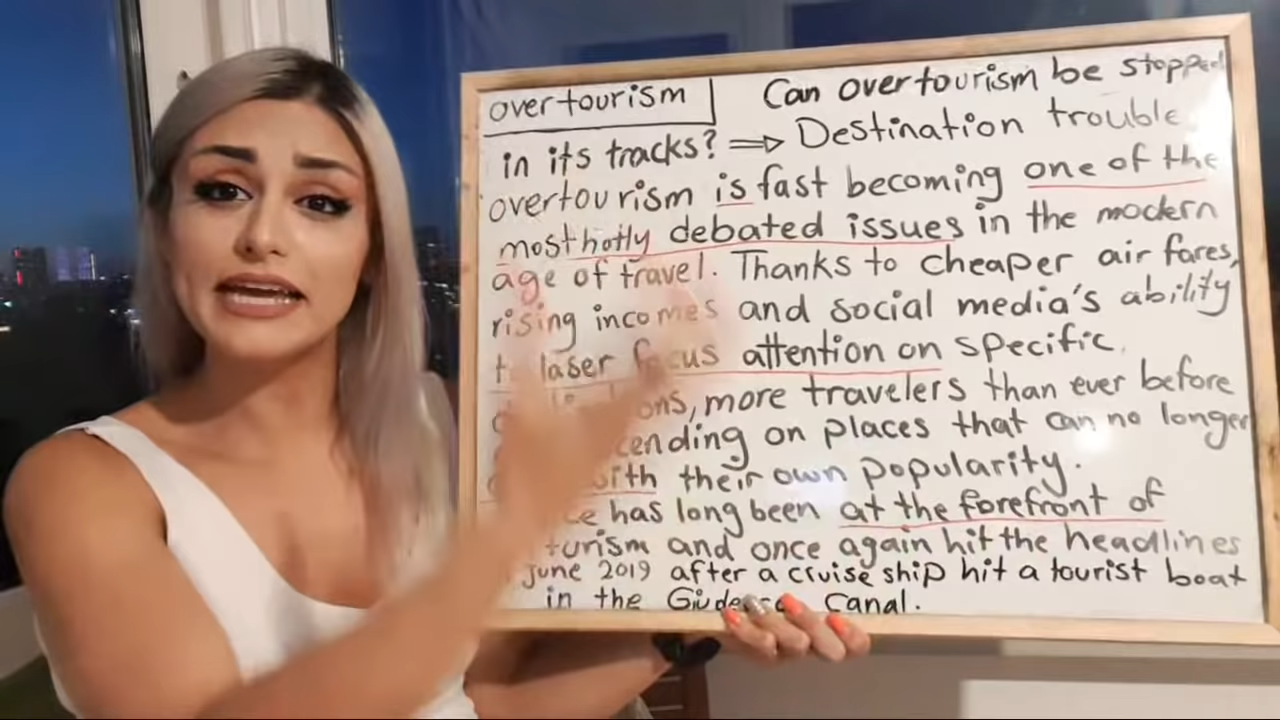 overtourism Can overtourism be stopped
in its tracks? ⇒ Destination trouble
overtourism is fast becoming one of the
most hotly debated issues in the modern
age of travel. Thanks to cheaper air fares,
rising incomes and social media's ability
laser focus attention on specific
more travelers than ever before
on places that can no longer
with their own popularity.
has long been at the forefront of
and once again hit the headlines
June 2019 after a cruise ship hit a tourist boat
in the Canal.